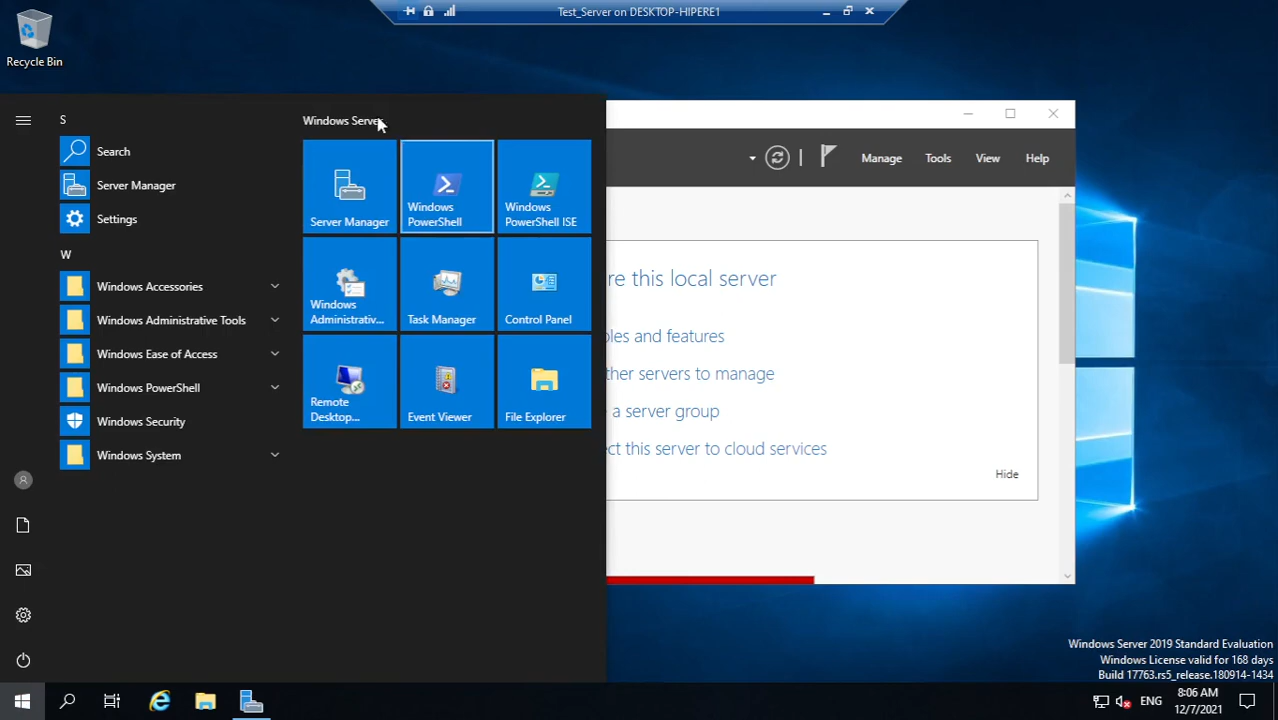 Test_Server on DESKTOP-HIPERE1
Recycle Bin
S
Search
Server Manager
Settings
W
Windows Accessories
Windows Administrative Tools
Windows Ease of Access
Windows PowerShell
Windows Security
Windows System
Windows Server
Server Manager
Windows
PowerShell
Windows
PowerShell ISE
Windows
Administrativ...
Task Manager
Control Panel
Remote
Desktop...
Event Viewer
File Explorer
Manage
Tools
View
Help
re this local server
les and features
ther servers to manage
a server group
ct this server to cloud services
Hide
Windows Server 2019 Standard Evaluation
Windows License valid for 168 days
Build 17763.rs5_release.180914-1434
ENG
8:06 AM
12/7/2021